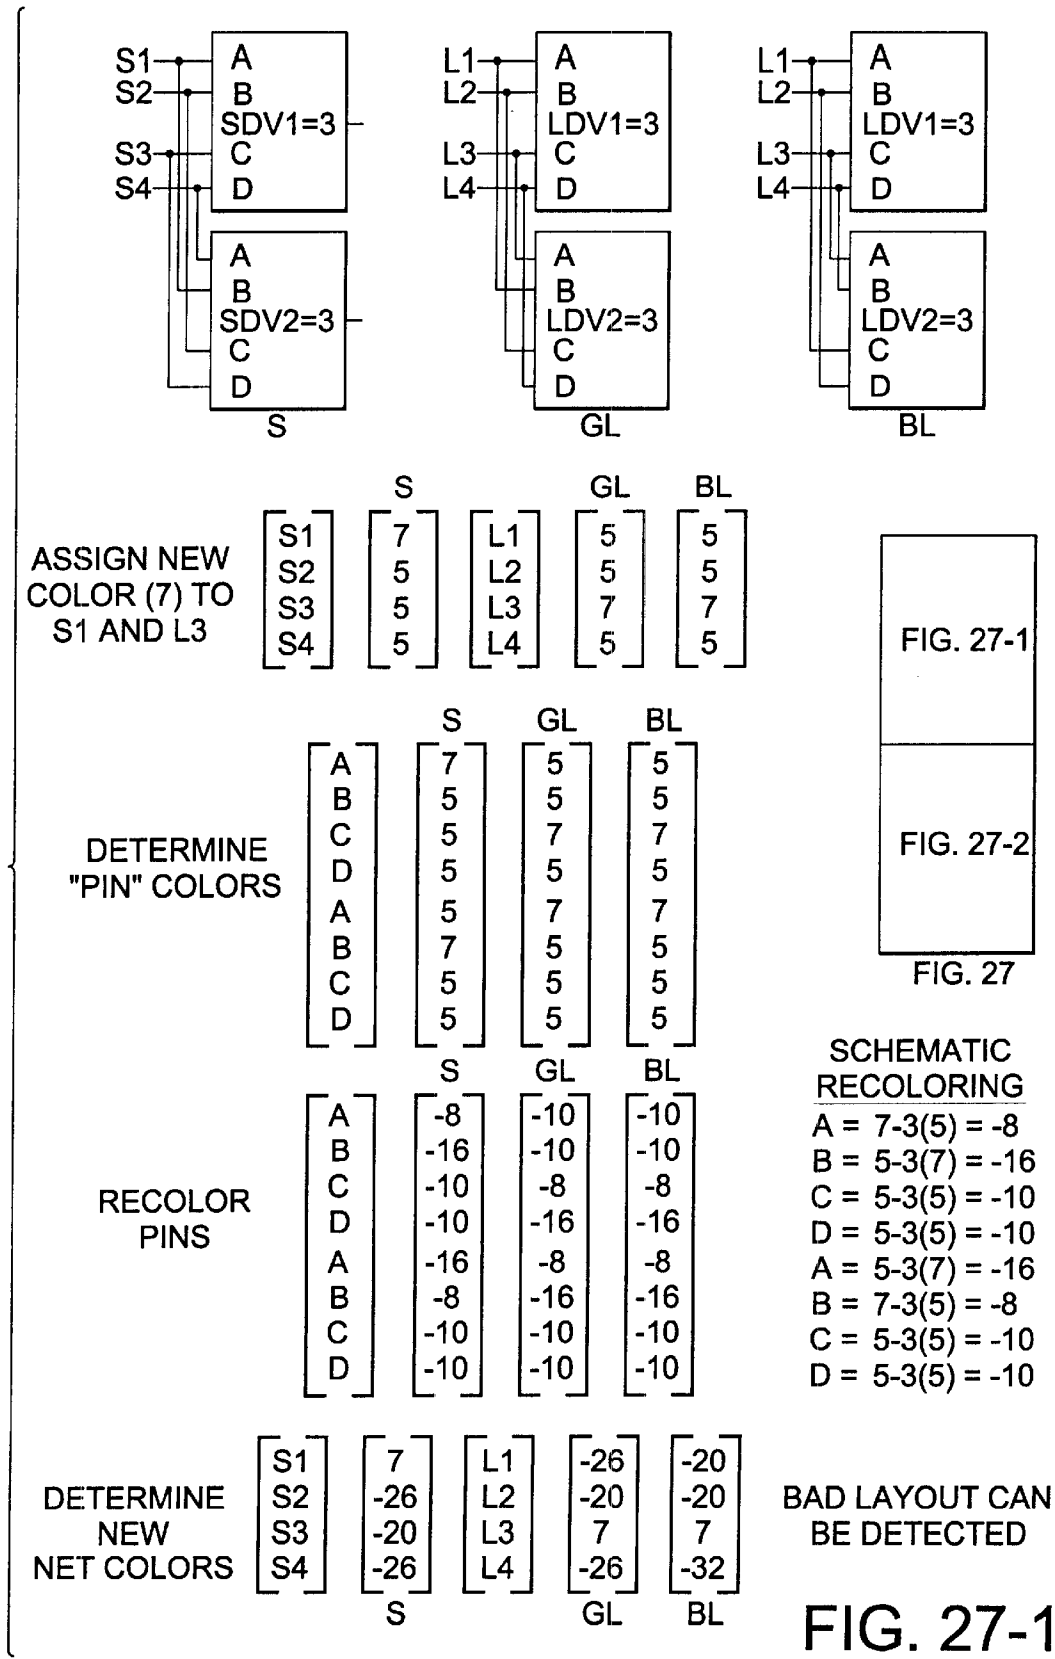 S1 A L1 A L1 A
S2 B L2 B L2 B
SDV1=3 LDV1=3 LDV1=3
S3 C L3 C L3 C
S4 D L4 D L4 D
A A A
B B B
SDV2=3 LDV2=3 LDV2=3
C C C
D D D
S GL BL
S GL BL
ASSIGN NEW
COLOR (7) TO
S1 AND L3
S1 7 L1 5 5
S2 5 L2 5 5
S3 5 L3 7 7
S4 5 L4 5 5
FIG. 27-1
FIG. 27-2
FIG. 27
S GL BL
DETERMINE
"PIN" COLORS
A 7 5 5
B 5 5 5
C 5 7 7
D 5 5 5
A 5 7 7
B 7 5 5
C 5 5 5
D 5 5 5
S GL BL
RECOLOR
PINS
A -8 -10 -10
B -16 -10 -10
C -10 -8 -8
D -10 -16 -16
A -16 -8 -8
B -8 -16 -16
C -10 -10 -10
D -10 -10 -10
SCHEMATIC
RECOLORING
A = 7-3(5) = -8
B = 5-3(7) = -16
C = 5-3(5) = -10
D = 5-3(5) = -10
A = 5-3(7) = -16
B = 7-3(5) = -8
C = 5-3(5) = -10
D = 5-3(5) = -10
DETERMINE
NEW
NET COLORS
S1 7 L1 -26 -20
S2 -26 L2 -20 -20
S3 -20 L3 7 7
S4 -26 L4 -26 -32
S GL BL
BAD LAYOUT CAN
BE DETECTED
FIG. 27-1